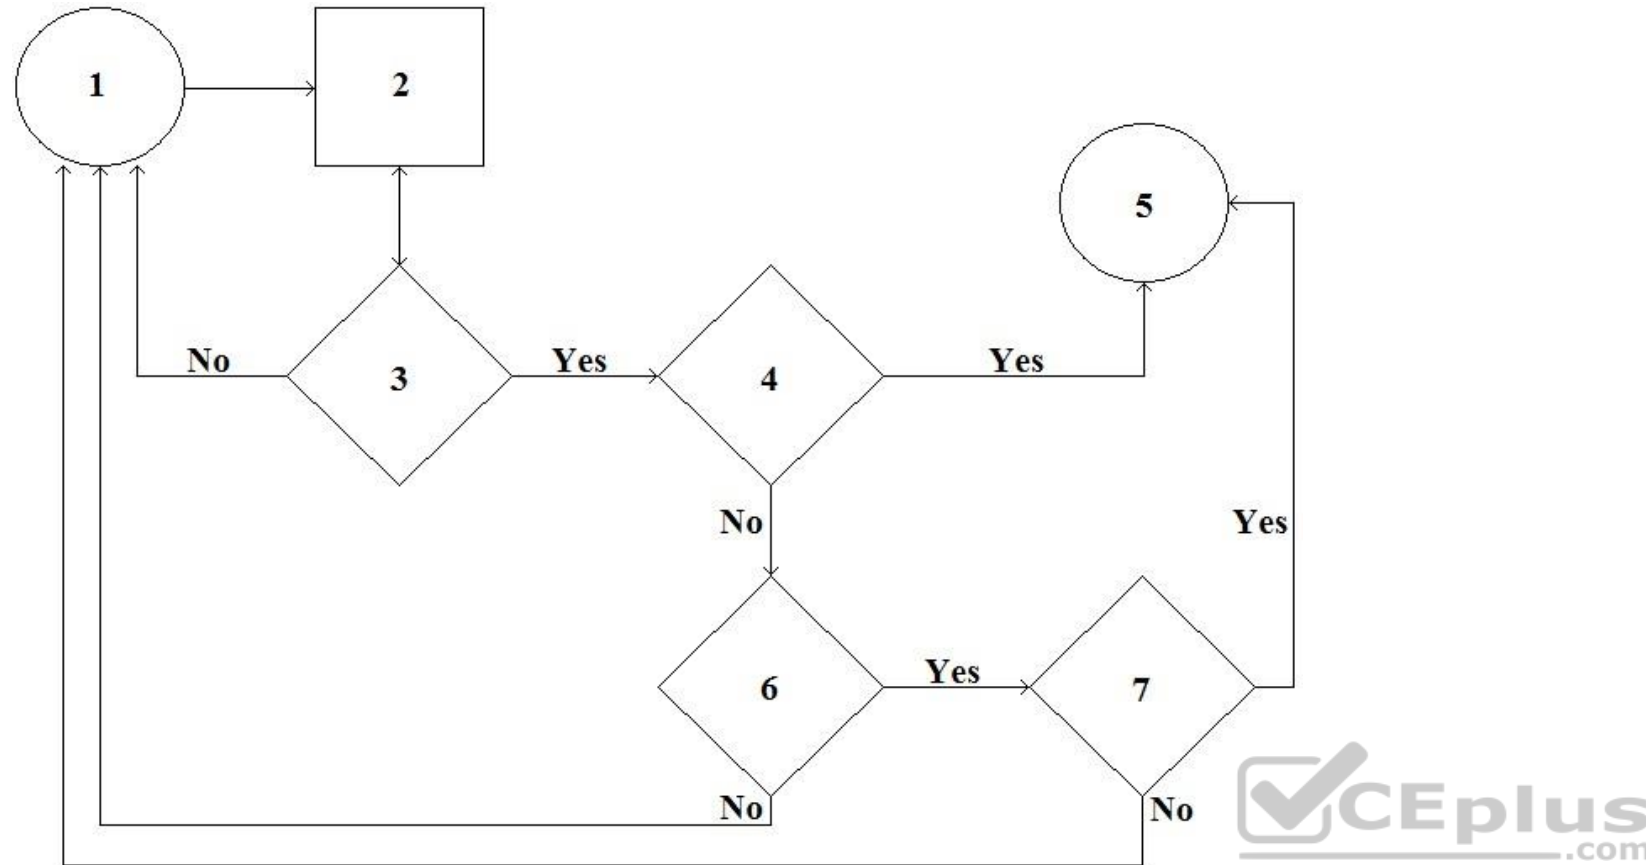 1
2
5
No
3
Yes
4
Yes
No
Yes
6
Yes
7
No
No
CEplus
.com